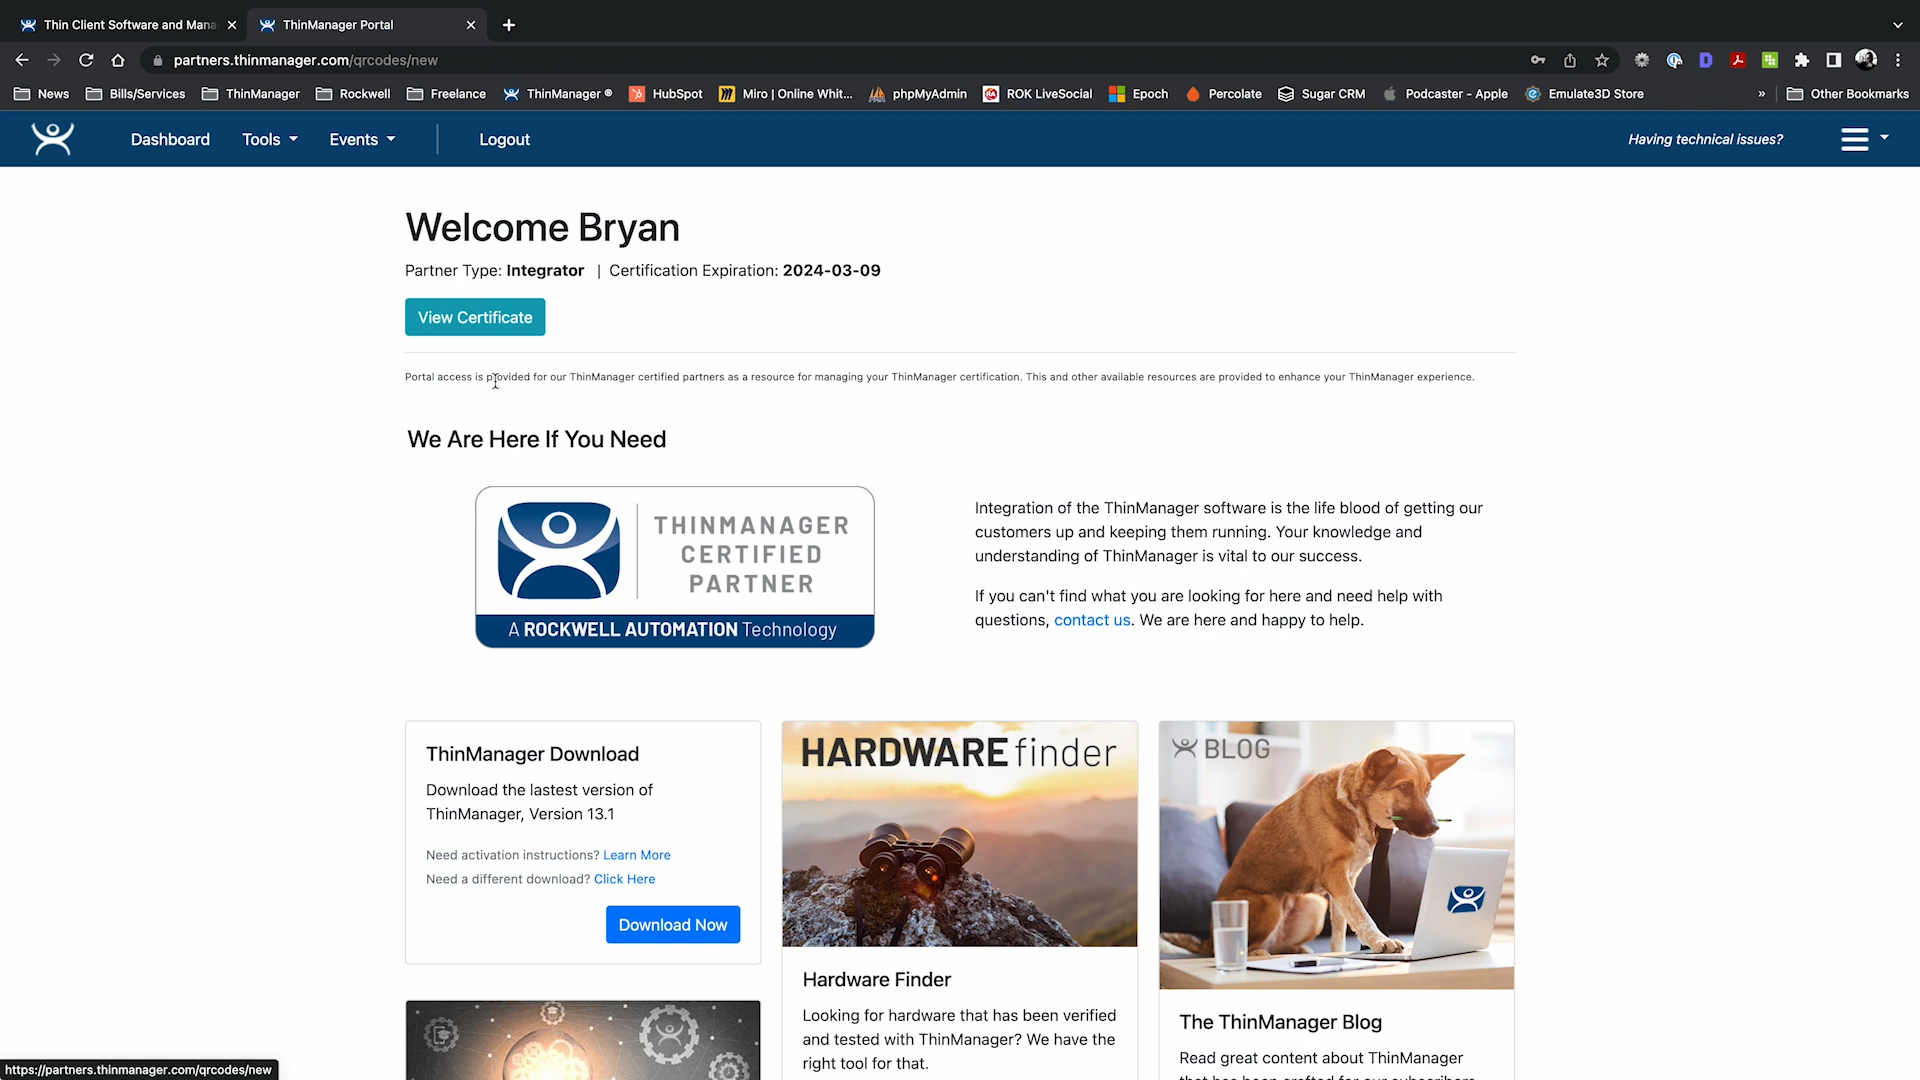 Thin Client Software and Mana
ThinManager Portal
partners.thinmanager.com/qrcodes/new
News
Bills/Services
ThinManager
Rockwell
Freelance
ThinManager ®
HubSpot
Miro | Online Whit...
phpMyAdmin
ROK LiveSocial
Epoch
Percolate
Sugar CRM
Podcaster - Apple
Emulate3D Store
»
Other Bookmarks
Dashboard
Tools
Events
Logout
Having technical issues?
Welcome Bryan
Partner Type: Integrator | Certification Expiration: 2024-03-09
View Certificate
Portal access is provided for our ThinManager certified partners as a resource for managing your ThinManager certification. This and other available resources are provided to enhance your ThinManager experience.
We Are Here If You Need
THINMANAGER
CERTIFIED
PARTNER
A ROCKWELL AUTOMATION Technology
Integration of the ThinManager software is the life blood of getting our
customers up and keeping them running. Your knowledge and
understanding of ThinManager is vital to our success.
If you can't find what you are looking for here and need help with
questions, contact us. We are here and happy to help.
ThinManager Download
Download the lastest version of
ThinManager, Version 13.1
Need activation instructions? Learn More
Need a different download? Click Here
Download Now
HARDWARE finder
Hardware Finder
Looking for hardware that has been verified
and tested with ThinManager? We have the
right tool for that.
BLOG
The ThinManager Blog
Read great content about ThinManager
that has been crafted for our subscribers
https://partners.thinmanager.com/qrcodes/new